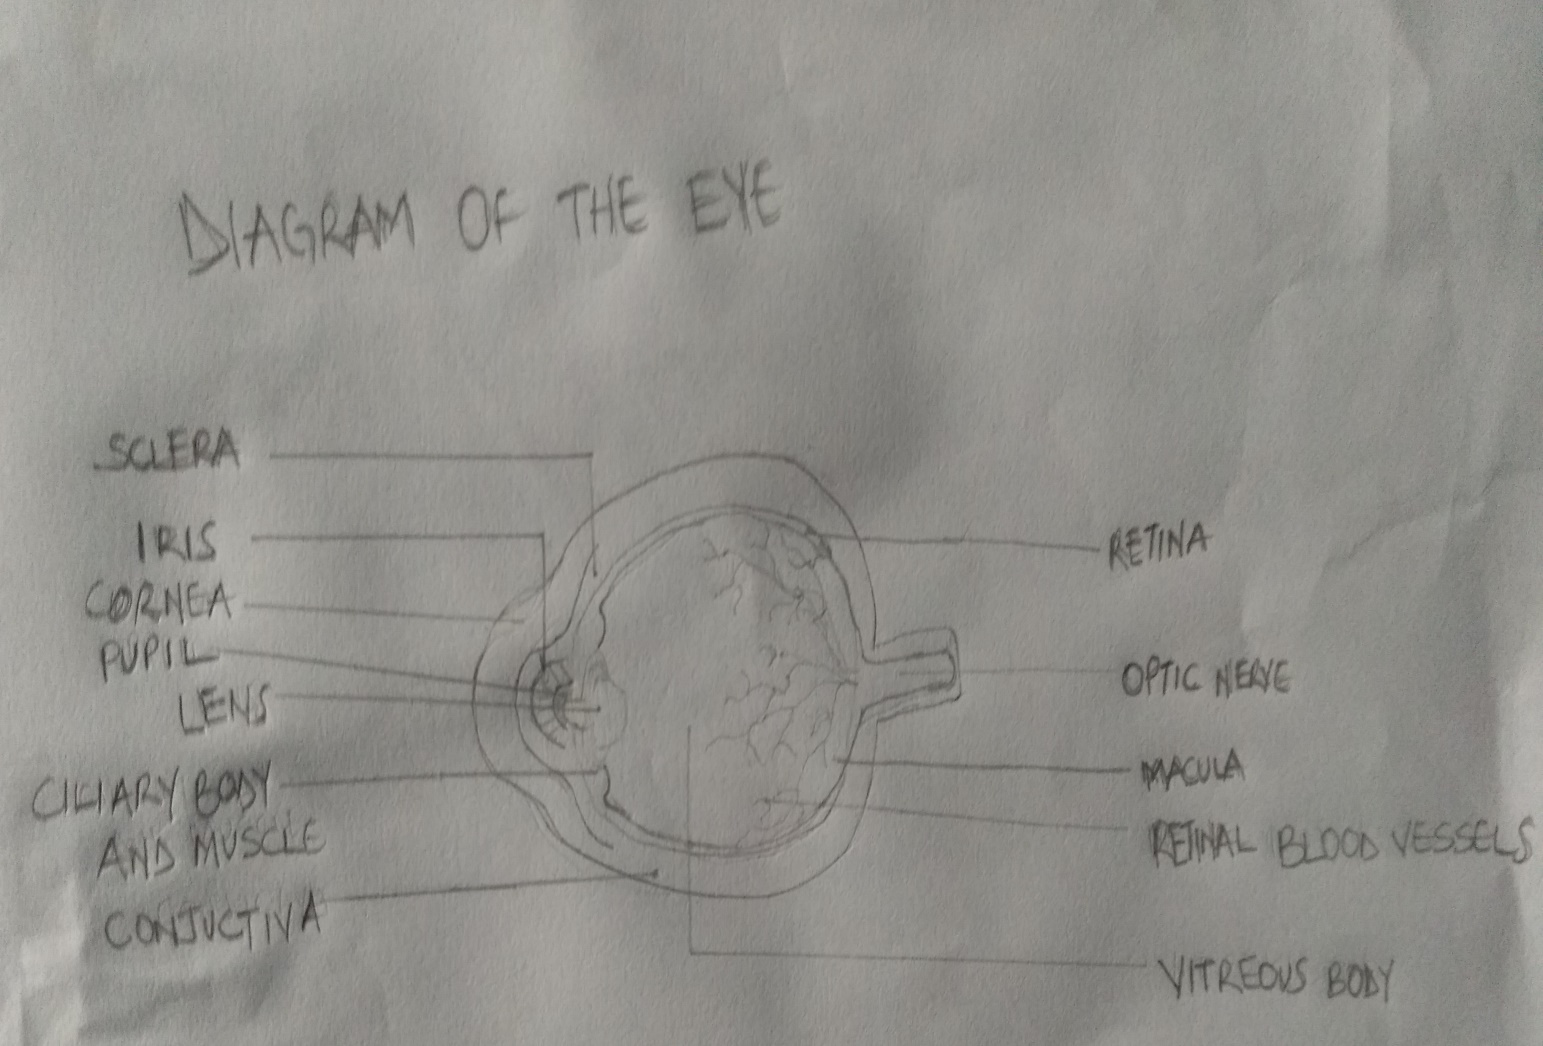 DIAGRAM OF THE EYE
SCLERA
IRIS
CORNEA
PUPIL
LENS
CILIARY BODY
AND MUSCLE
CONJUCTIVA
RETINA
OPTIC NERVE
MACULA
RETINAL BLOOD VESSELS
VITREOUS BODY